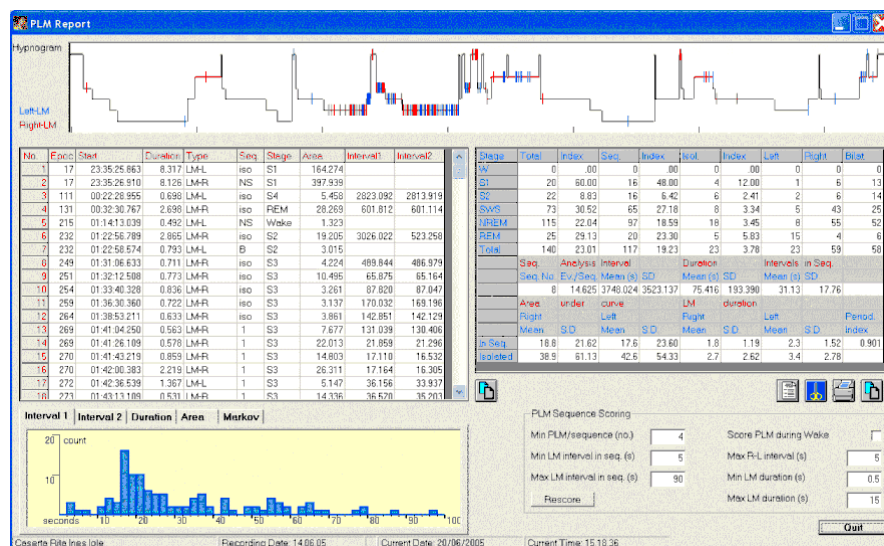 PLM Report
Hypnogram
Left-LM
Right-LM
No. Epoc Start Duration Type Seq. Stage Area Interval1 Interval2
1 17 23:35:25.863 8.317 LM-L iso S1 164.274
2 17 23:35:26.910 8.126 LM-R NS S1 397.939
3 111 00:22:28.955 0.698 LM-L iso S4 5.458 2823.092 2813.919
4 131 00:32:30.767 2.698 LM-R iso REM 28.269 601.812 601.114
5 215 01:14:13.039 0.492 LM-L NS Wake 1.323
6 232 01:22:56.789 2.865 LM-R iso S2 19.205 3026.022 523.258
7 232 01:22:58.574 0.793 LM-L B S2 3.015
8 249 01:31:06.633 0.711 LM-R iso S3 4.224 489.844 486.979
9 251 01:32:12.508 0.773 LM-R iso S3 10.495 65.875 65.164
10 254 01:33:40.328 0.836 LM-R iso S3 3.261 87.820 87.047
11 259 01:36:30.360 0.722 LM-R iso S3 3.137 170.032 169.196
12 264 01:38:53.211 0.633 LM-R iso S3 3.861 142.851 142.129
13 269 01:41:04.250 0.563 LM-R 1 S3 7.677 131.039 130.406
14 269 01:41:26.109 0.578 LM-R 1 S3 22.013 21.859 21.296
15 270 01:41:43.219 0.859 LM-R 1 S3 14.803 17.110 16.532
16 270 01:42:00.383 2.219 LM-R 1 S3 26.311 17.164 16.305
17 272 01:42:36.539 1.367 LM-L 1 S3 5.147 36.156 33.937
18 273 01:43:13.109 0.531 LM-R 1 S3 14.336 36.570 35.203
Stage Total Index Seq. Index Isol. Index Left Right Bilat.
W 0 .00 0 .00 0 .00 0 0 0
S1 20 60.00 16 48.00 4 12.00 1 6 13
S2 22 8.83 16 6.42 6 2.41 2 6 14
SWS 73 30.52 65 27.18 8 3.34 5 43 25
NREM 115 22.04 97 18.59 18 3.45 8 55 52
REM 25 29.13 20 23.30 5 5.83 15 4 6
Total 140 23.01 117 19.23 23 3.78 23 59 58
Seq. Analysis Interval Duration Intervals in Seq.
Seq. No. Ev./Seq. Mean (s) SD Mean (s) SD Mean (s) SD
8 14.625 3748.024 3523.137 75.416 193.390 31.13 17.76
Area under curve LM duration
Right Left Right Left Period.
Mean S.D. Mean S.D. Mean S.D. Mean S.D. Index
In Seq. 18.8 21.62 17.6 23.60 1.8 1.19 2.3 1.52 0.901
Isolated 38.9 61.13 42.6 54.33 2.7 2.62 3.4 2.78
Interval 1 Interval 2 Duration Area Markov
20 count
10
seconds 10 20 30 40 50 60 70 80 90 100
PLM Sequence Scoring
Min PLM/sequence (no.) 4 Score PLM during Wake
Min LM interval in seq. (s) 5 Max R-L interval (s) 5
Max LM interval in seq. (s) 90 Min LM duration (s) 0.5
Rescore Max LM duration (s) 15
Quit
Caserta Rita Ines Iole Recording Date: 14.06.05 Current Date: 20/06/2005 Current Time: 15.18.36